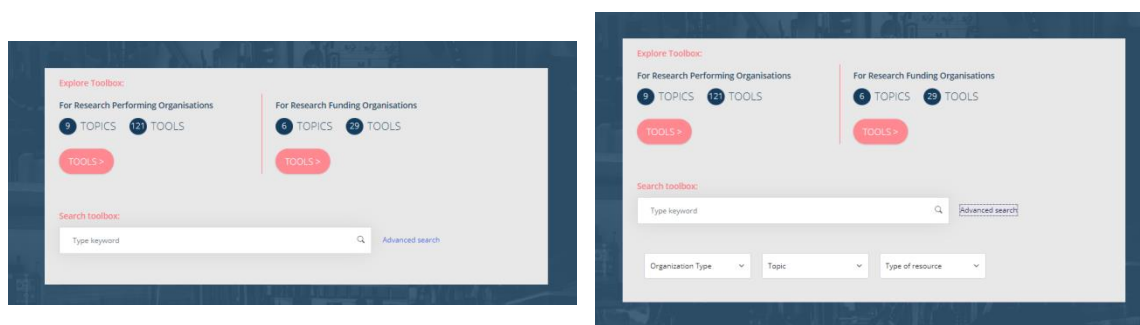 Explore Toolbox:
For Research Performing Organisations
9 TOPICS 121 TOOLS
TOOLS >
For Research Funding Organisations
6 TOPICS 29 TOOLS
TOOLS >
Search toolbox:
Type keyword
Advanced search
Explore Toolbox:
For Research Performing Organisations
9 TOPICS 121 TOOLS
TOOLS >
For Research Funding Organisations
6 TOPICS 29 TOOLS
TOOLS >
Search toolbox:
Type keyword
Advanced search
Organization Type
Topic
Type of resource